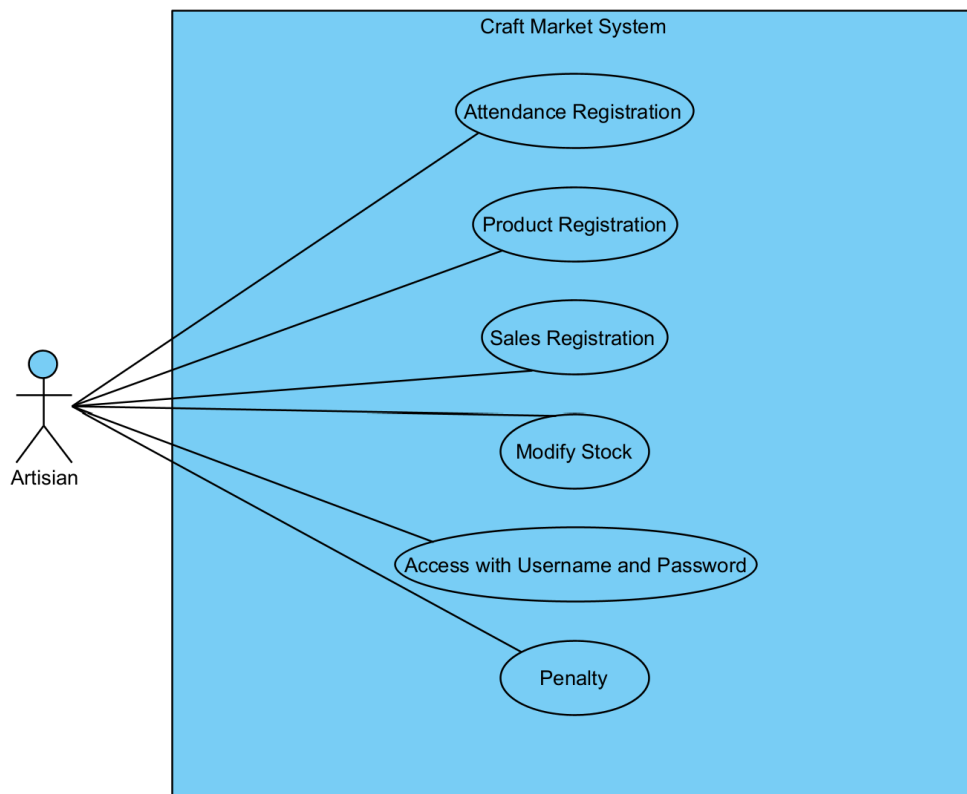 Craft Market System
Attendance Registration
Product Registration
Sales Registration
Modify Stock
Artisian
Access with Username and Password
Penalty